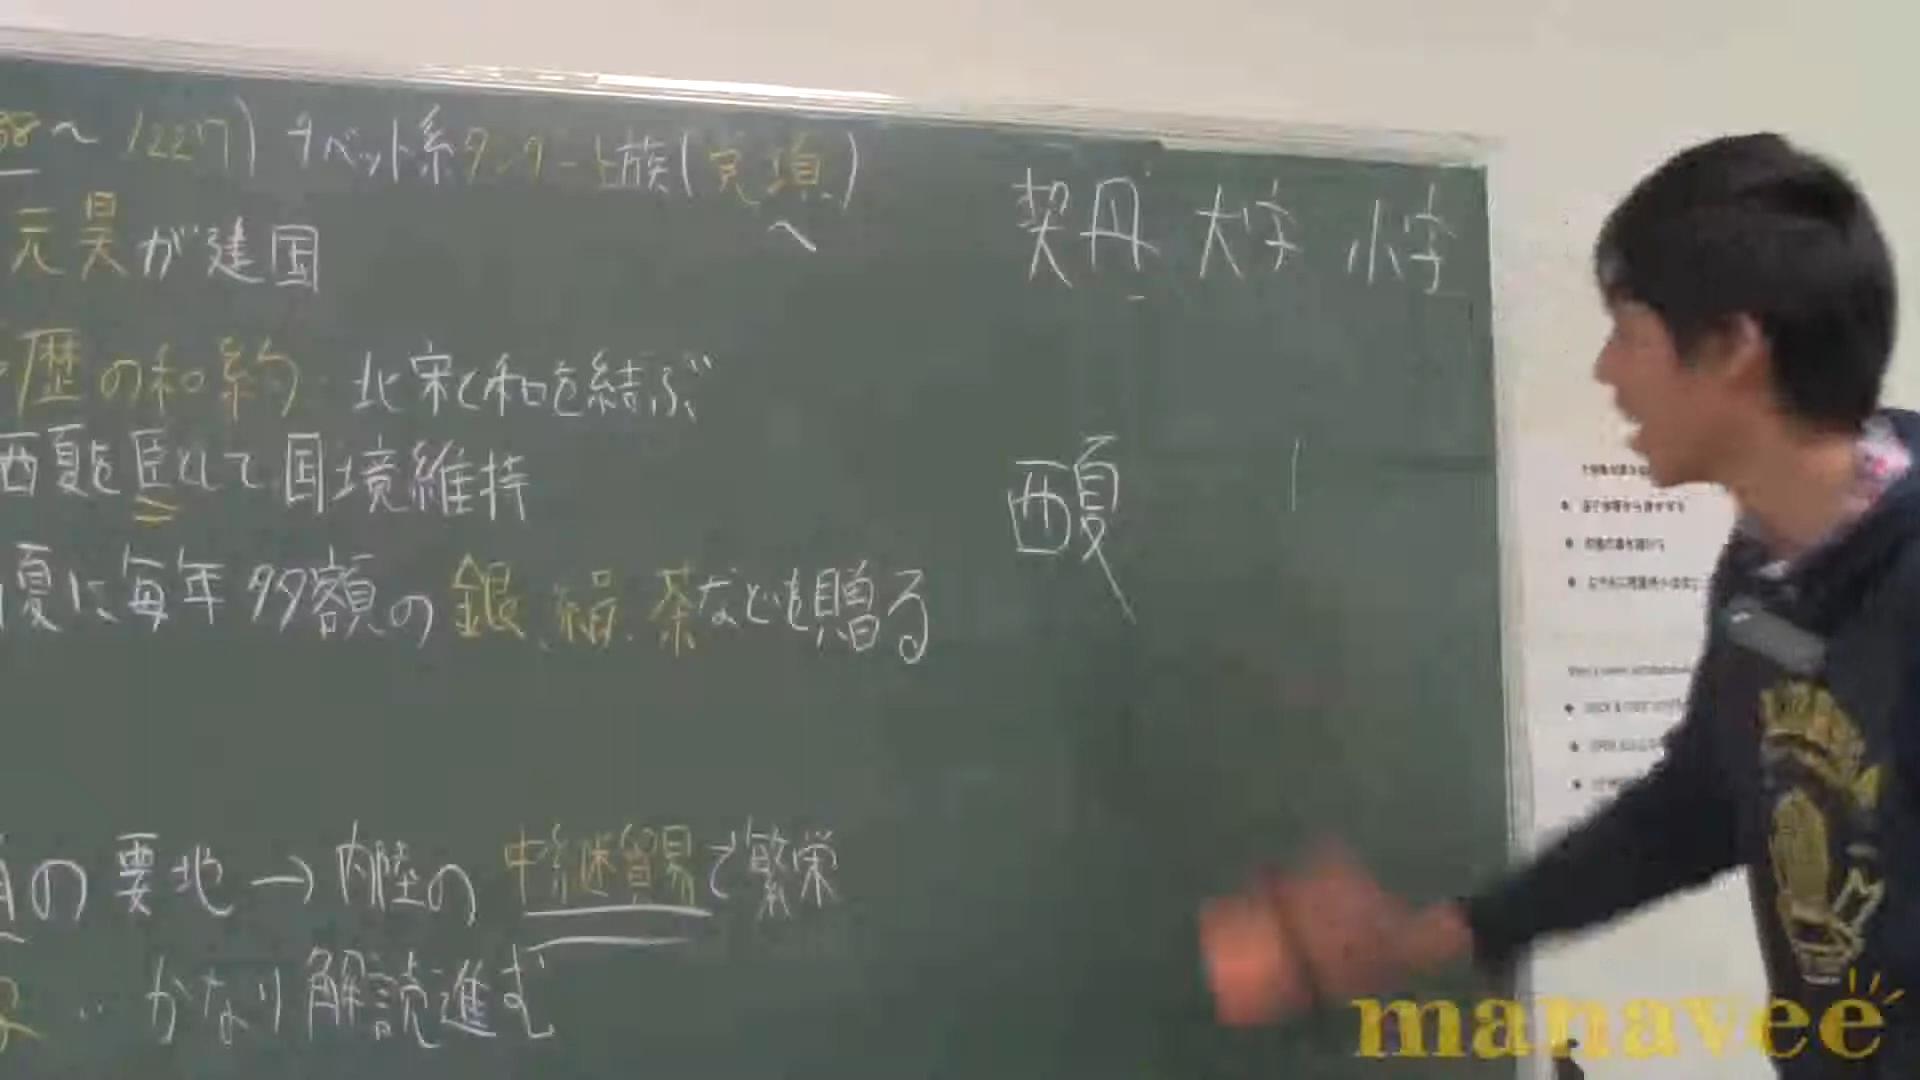 38~1227) チベット系タングート族(党項)
元昊が建国
暦の和約 北宋と和を結ぶ
西夏を臣として国境維持
夏に毎年多額の銀、絹、茶なども贈る
の要地→内陸の中継貿易で繁栄
字…かなり解読進む
契丹 大字 小字
西夏
manavee